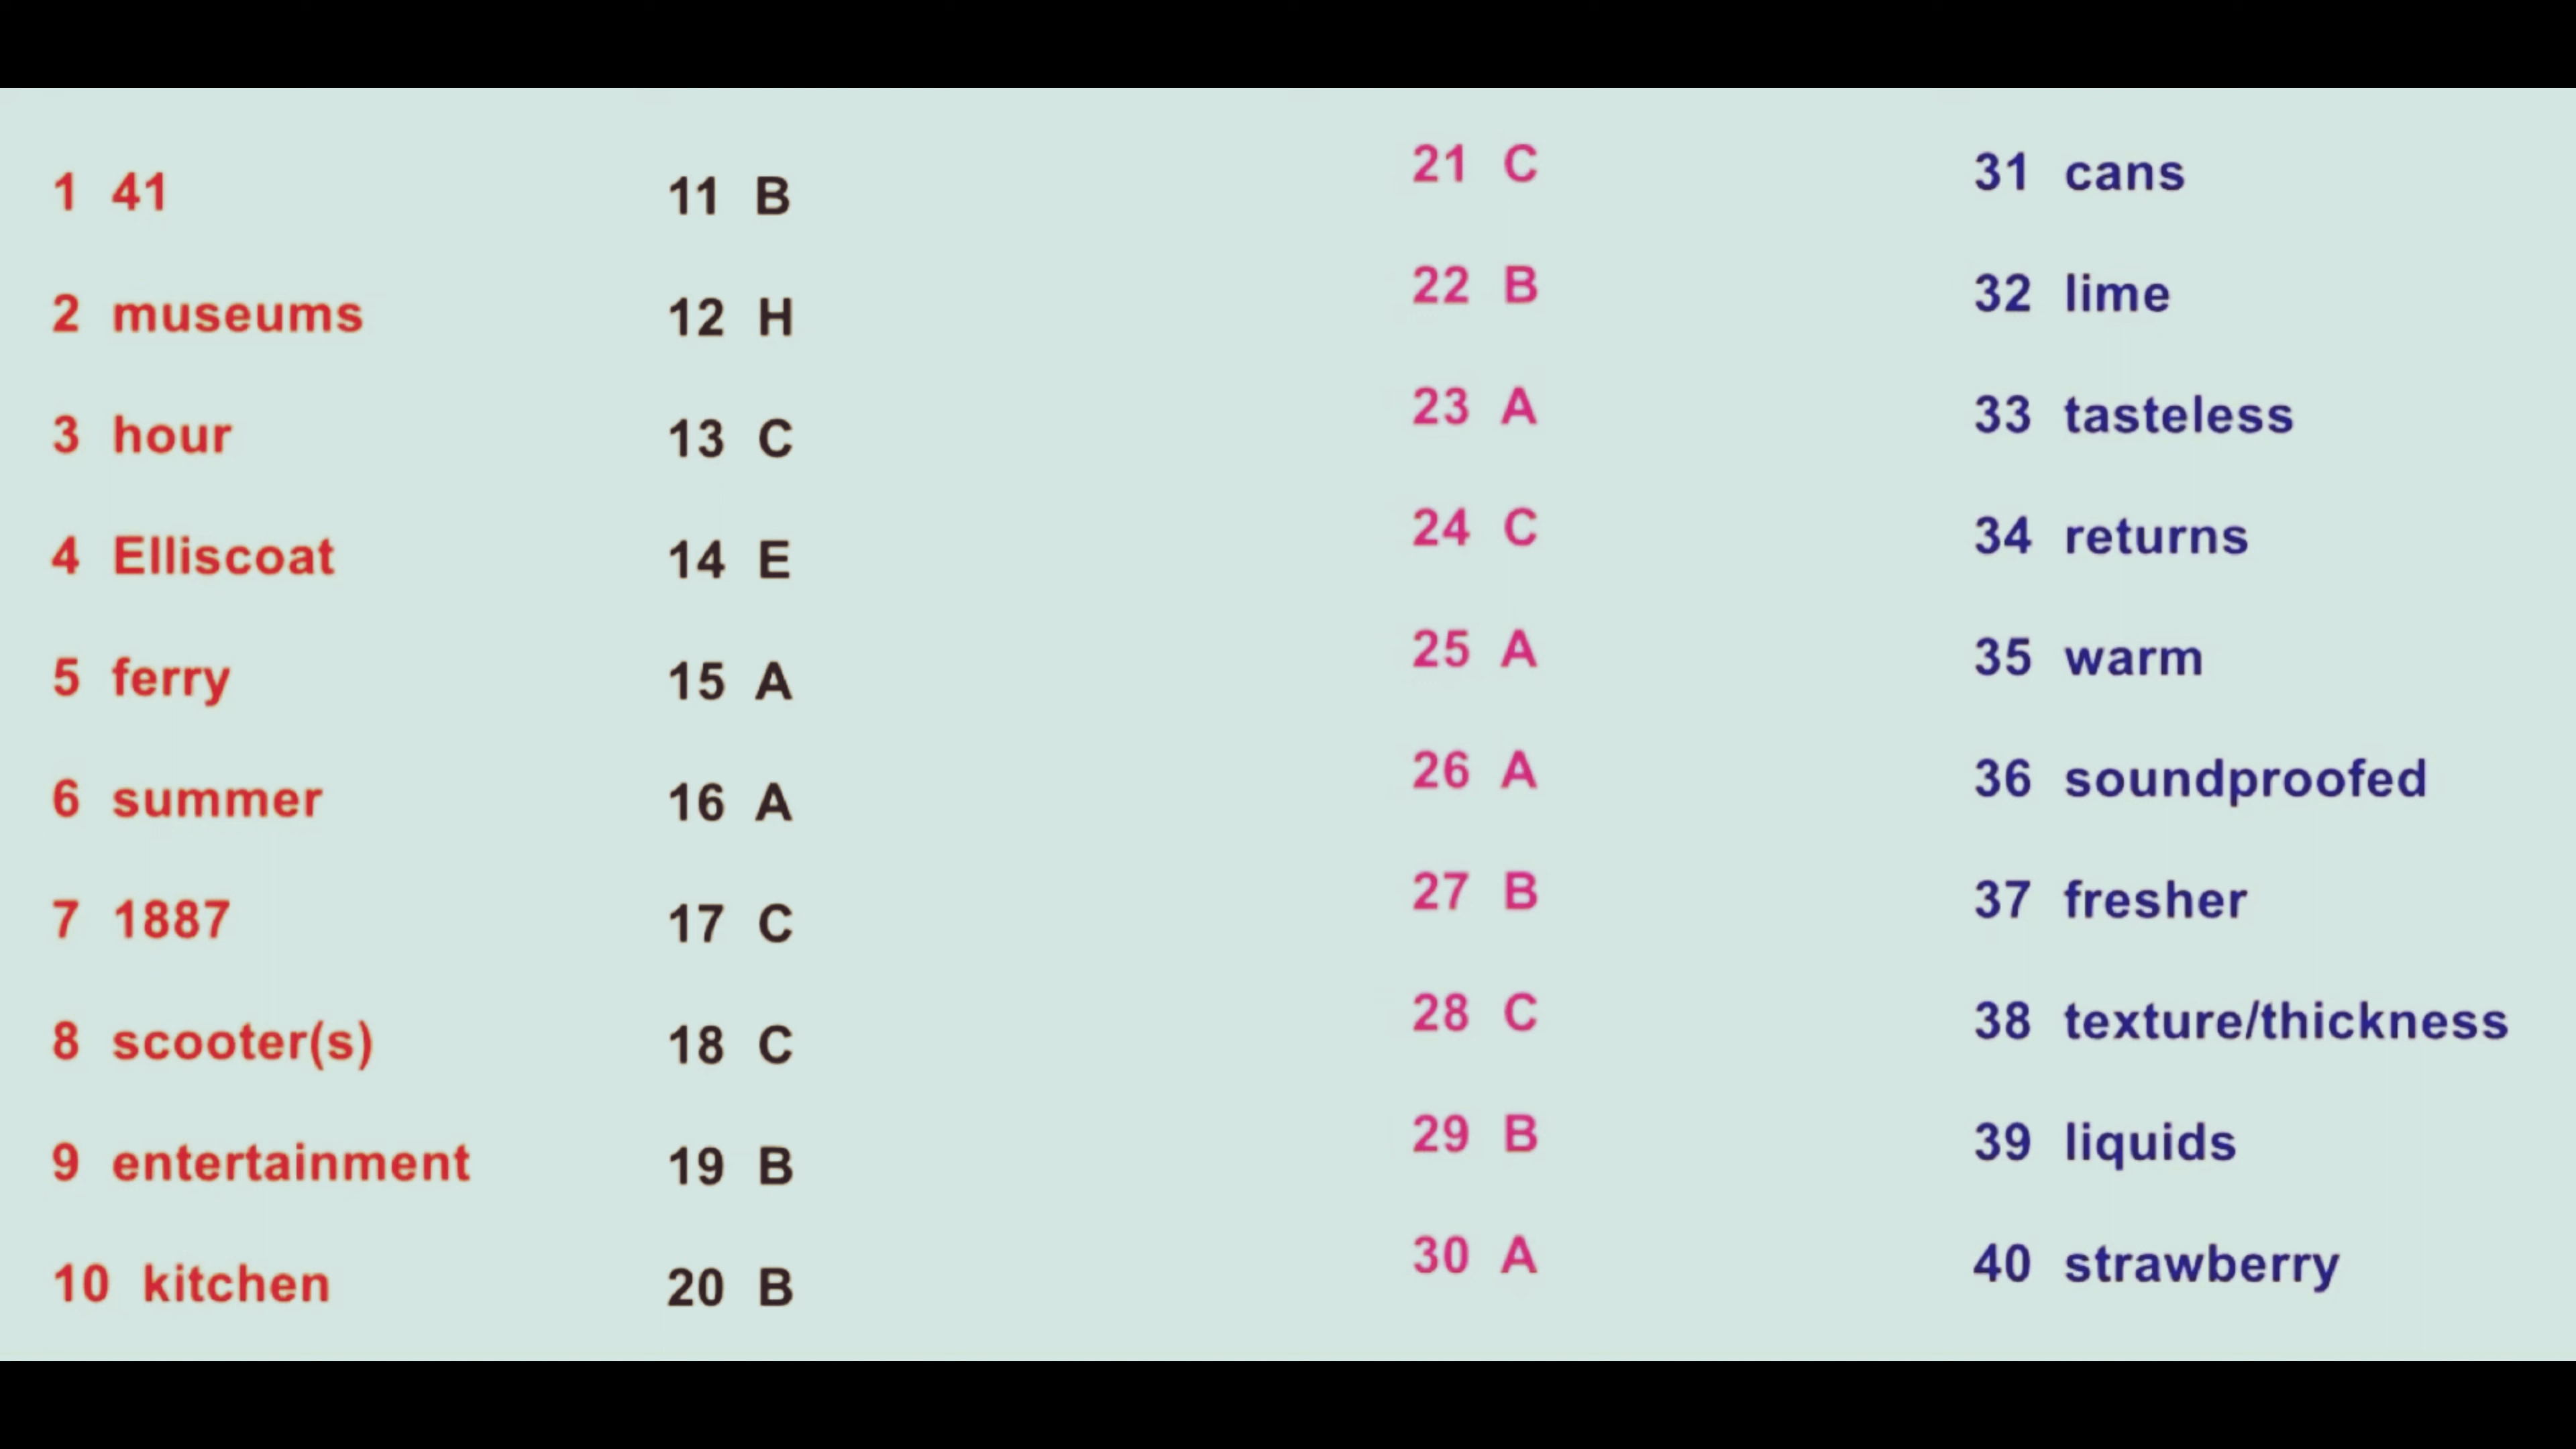 1 41
2 museums
3 hour
4 Elliscoat
5 ferry
6 summer
7 1887
8 scooter(s)
9 entertainment
10 kitchen
11 B
12 H
13 C
14 E
15 A
16 A
17 C
18 C
19 B
20 B
21 C
22 B
23 A
24 C
25 A
26 A
27 B
28 C
29 B
30 A
31 cans
32 lime
33 tasteless
34 returns
35 warm
36 soundproofed
37 fresher
38 texture/thickness
39 liquids
40 strawberry